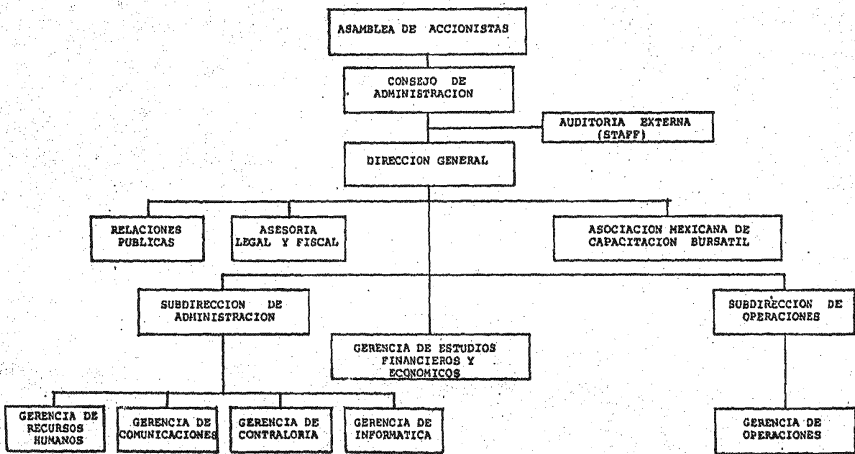 ASAMBLEA DE ACCIONISTAS
CONSEJO DE
ADMINISTRACION
AUDITORIA EXTERNA
(STAFF)
DIRECCION GENERAL
RELACIONES
PUBLICAS
ASESORIA
LEGAL Y FISCAL
ASOCIACION MEXICANA DE
CAPACITACION BURSATIL
SUBDIRECCION DE
ADMINISTRACION
SUBDIRECCION DE
OPERACIONES
GERENCIA DE ESTUDIOS
FINANCIEROS Y
ECONOMICOS
GERENCIA DE
RECURSOS
HUMANOS
GERENCIA DE
COMUNICACIONES
GERENCIA DE
CONTRALORIA
GERENCIA DE
INFORMATICA
GERENCIA DE
OPERACIONES